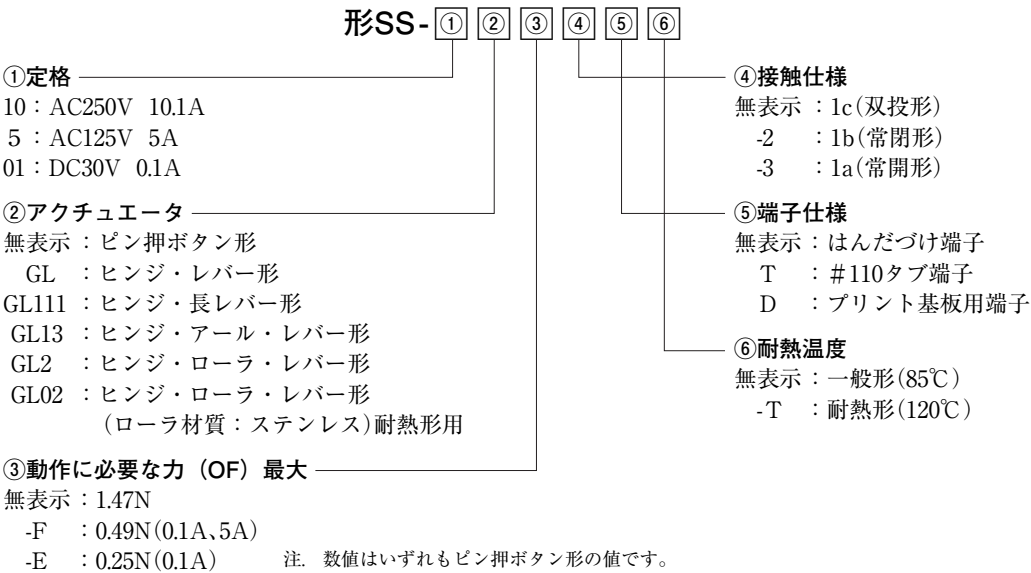 形SS-① ② ③ ④ ⑤ ⑥
①定格
10：AC250V 10.1A
5：AC125V 5A
01：DC30V 0.1A
②アクチュエータ
無表示：ピン押ボタン形
GL：ヒンジ・レバー形
GL111：ヒンジ・長レバー形
GL13：ヒンジ・アール・レバー形
GL2：ヒンジ・ローラ・レバー形
GL02：ヒンジ・ローラ・レバー形
(ローラ材質：ステンレス)耐熱形用
③動作に必要な力（OF）最大
無表示：1.47N
-F：0.49N(0.1A、5A)
-E：0.25N(0.1A)
注. 数値はいずれもピン押ボタン形の値です。
④接触仕様
無表示：1c(双投形)
-2：1b(常閉形)
-3：1a(常開形)
⑤端子仕様
無表示：はんだづけ端子
T：＃110タブ端子
D：プリント基板用端子
⑥耐熱温度
無表示：一般形(85℃)
-T：耐熱形(120℃)